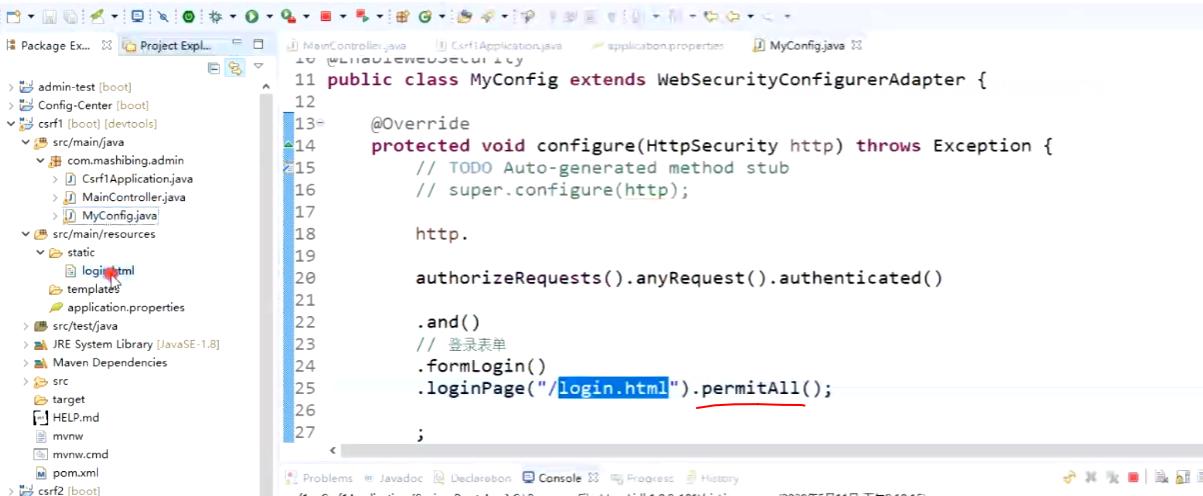 Package Ex...
Project Expl...
MainController.java
Csrf1Application.java
application.properties
MyConfig.java
admin-test [boot]
Config-Center [boot]
csrf1 [boot] [devtools]
src/main/java
com.mashibing.admin
Csrf1Application.java
MainController.java
MyConfig.java
src/main/resources
static
login.html
templates
application.properties
src/test/java
JRE System Library [JavaSE-1.8]
Maven Dependencies
src
target
HELP.md
mvnw
mvnw.cmd
pom.xml
csrf2 [boot]
10 @EnableWebSecurity
11 public class MyConfig extends WebSecurityConfigurerAdapter {
12
13 @Override
14 protected void configure(HttpSecurity http) throws Exception {
15 // TODO Auto-generated method stub
16 // super.configure(http);
17
18 http.
19
20 authorizeRequests().anyRequest().authenticated()
21
22 .and()
23 // 登录表单
24 .formLogin()
25 .loginPage("/login.html").permitAll();
26
27 ;
Problems
Javadoc
Declaration
Console
Progress
History